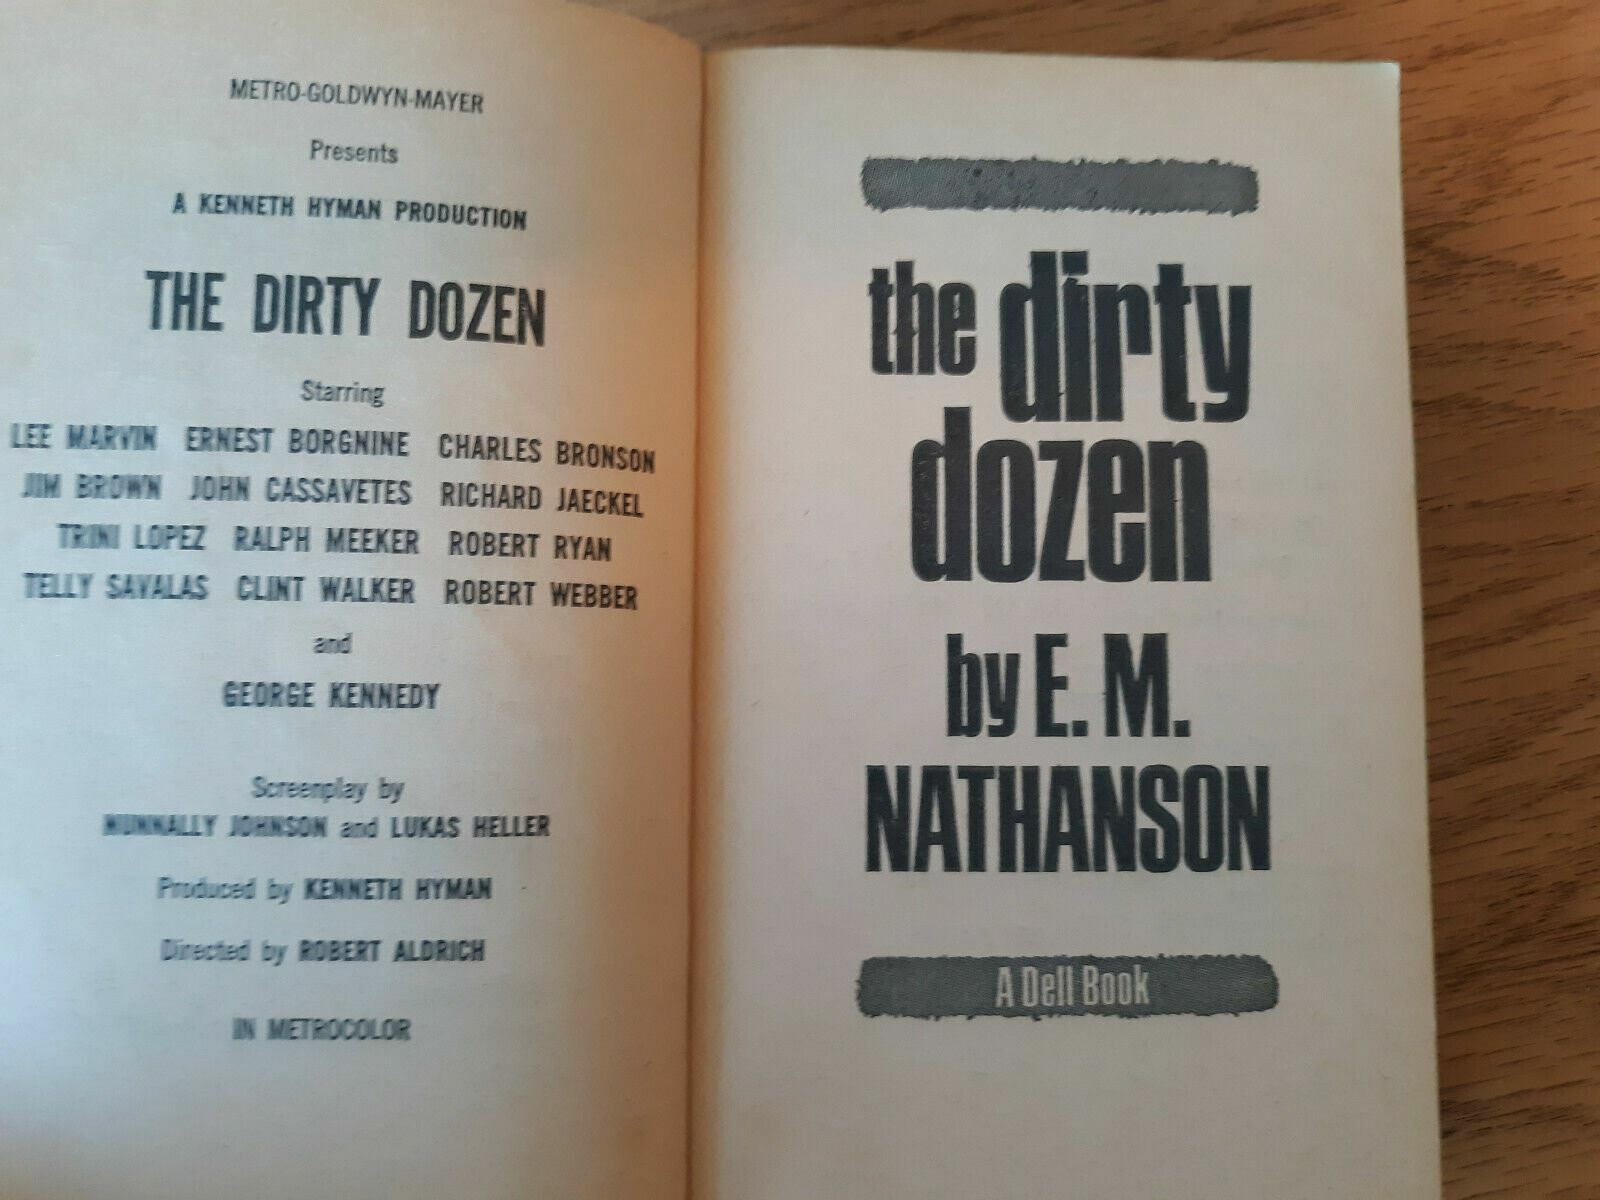 METRO-GOLDWYN-MAYER
Presents
A KENNETH HYMAN PRODUCTION
THE DIRTY DOZEN
Starring
LEE MARVIN ERNEST BORGNINE CHARLES BRONSON
JIM BROWN JOHN CASSAVETES RICHARD JAECKEL
TRINI LOPEZ RALPH MEEKER ROBERT RYAN
TELLY SAVALAS CLINT WALKER ROBERT WEBBER
and
GEORGE KENNEDY
Screenplay by
NUNNALLY JOHNSON and LUKAS HELLER
Produced by KENNETH HYMAN
Directed by ROBERT ALDRICH
IN METROCOLOR
the dirty
dozen
by E. M.
NATHANSON
A Dell Book